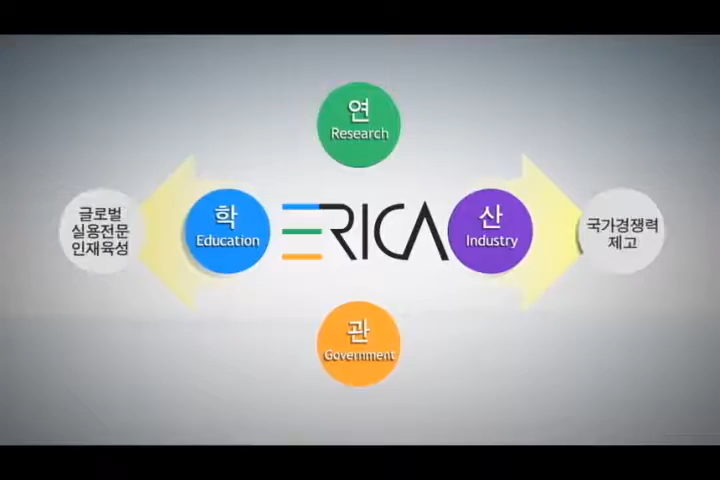 연
Research
글로벌
실용전문
인재육성
학
Education
ERICA
산
Industry
국가경쟁력
제고
관
Government